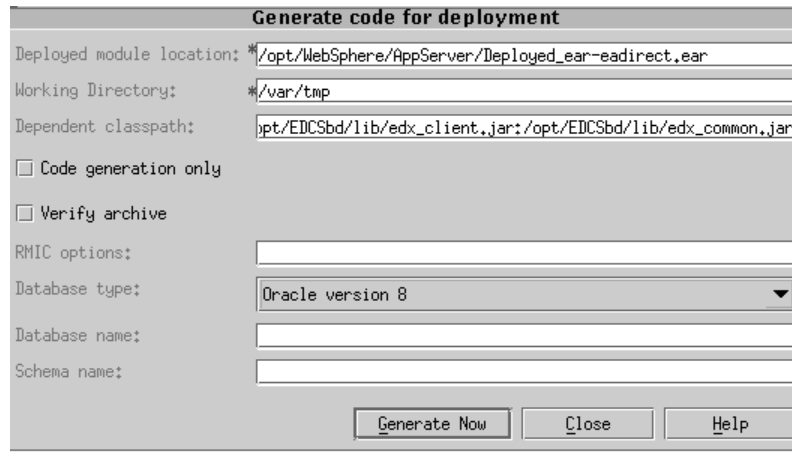 Generate code for deployment
Deployed module location: */opt/WebSphere/AppServer/Deployed_ear-eadirect.ear
Working Directory: */var/tmp
Dependent classpath: opt/EDCSbd/lib/edx_client.jar:/opt/EDCSbd/lib/edx_common.jar
Code generation only
Verify archive
RMIC options:
Database type: Oracle version 8
Database name:
Schema name:
Generate Now Close Help